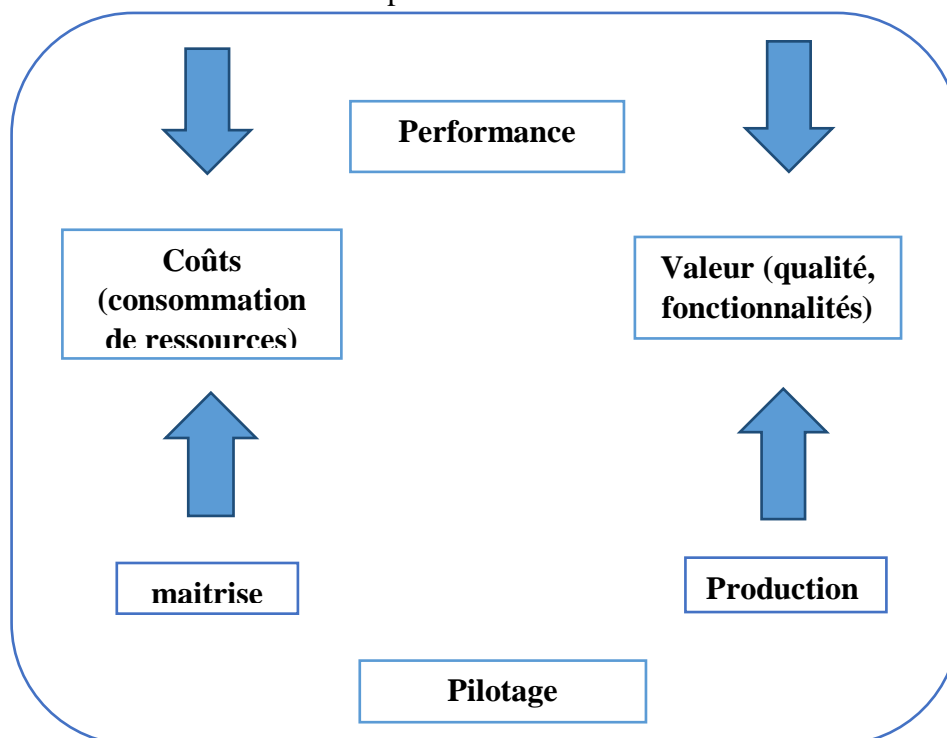 Performance
Coûts
(consommation
de ressources)
Valeur (qualité,
fonctionnalités)
maitrise
Production
Pilotage